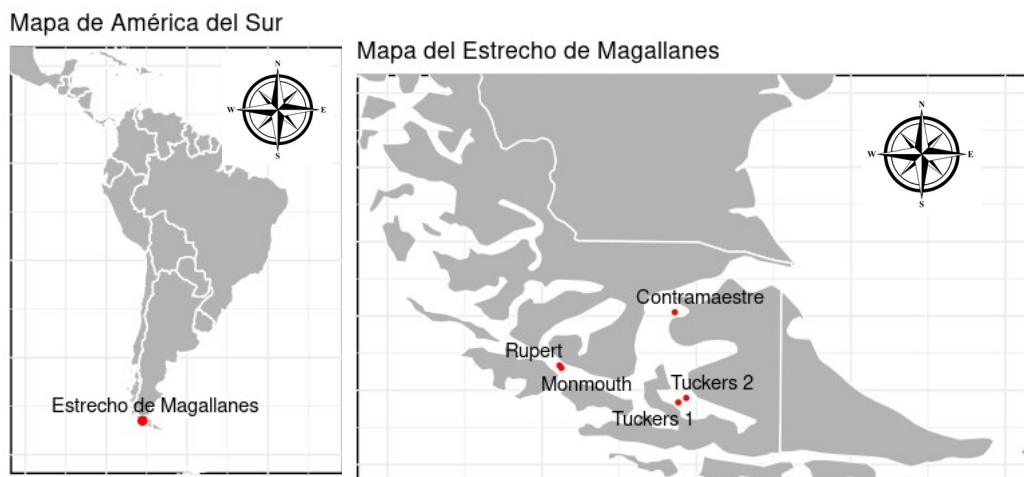 Mapa de América del Sur
N
W
E
S
Estrecho de Magallanes
Mapa del Estrecho de Magallanes
N
W
E
S
Contramaestre
Rupert
Monmouth
Tuckers 2
Tuckers 1